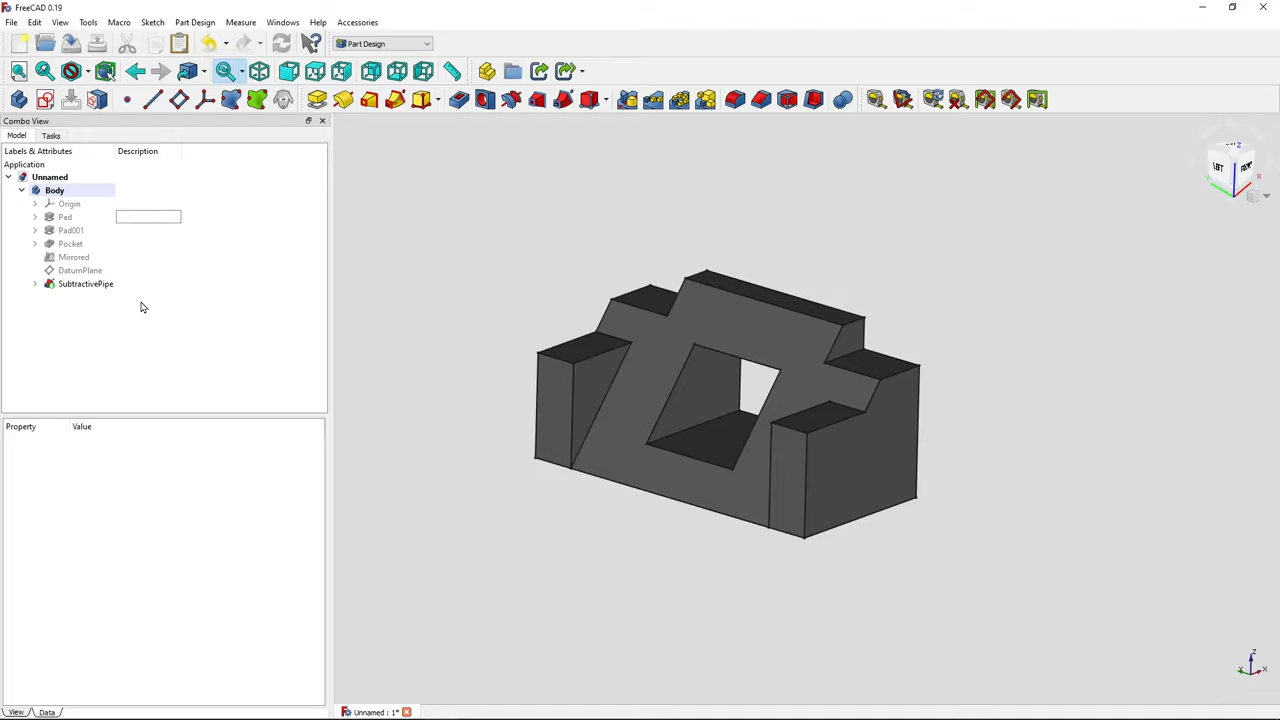 FreeCAD 0.19
File Edit View Tools Macro Sketch Part Design Measure Windows Help Accessories
Part Design
Combo View
Model Tasks
Labels & Attributes Description
Application
Unnamed
Body
Origin
Pad
Pad001
Pocket
Mirrored
DatumPlane
SubtractivePipe
Property Value
View Data
Unnamed : 1*
Z
X
Z
X
Y